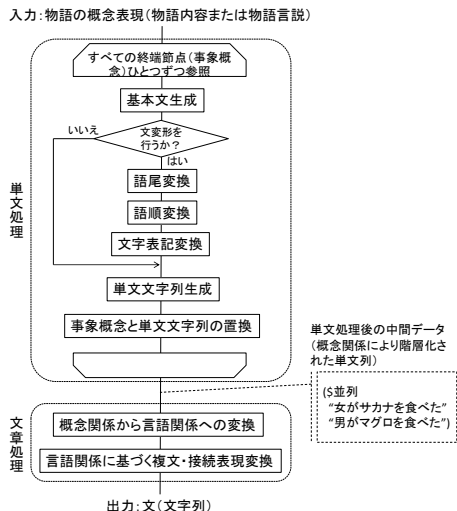 入力：物語の概念表現（物語内容または物語言説）
すべての終端節点（事象概
念）ひとつずつ参照
基本文生成
いいえ
文変形を
行うか？
はい
語尾変換
語順変換
文字表記変換
単文処理
単文文字列生成
事象概念と単文文字列の置換
単文処理後の中間データ
（概念関係により階層化さ
れた単文列）
（$並列
“女がサカナを食べた”
“男がマグロを食べた”）
文章処理
概念関係から言語関係への変換
言語関係に基づく複文・接続表現変換
出力：文（文字列）